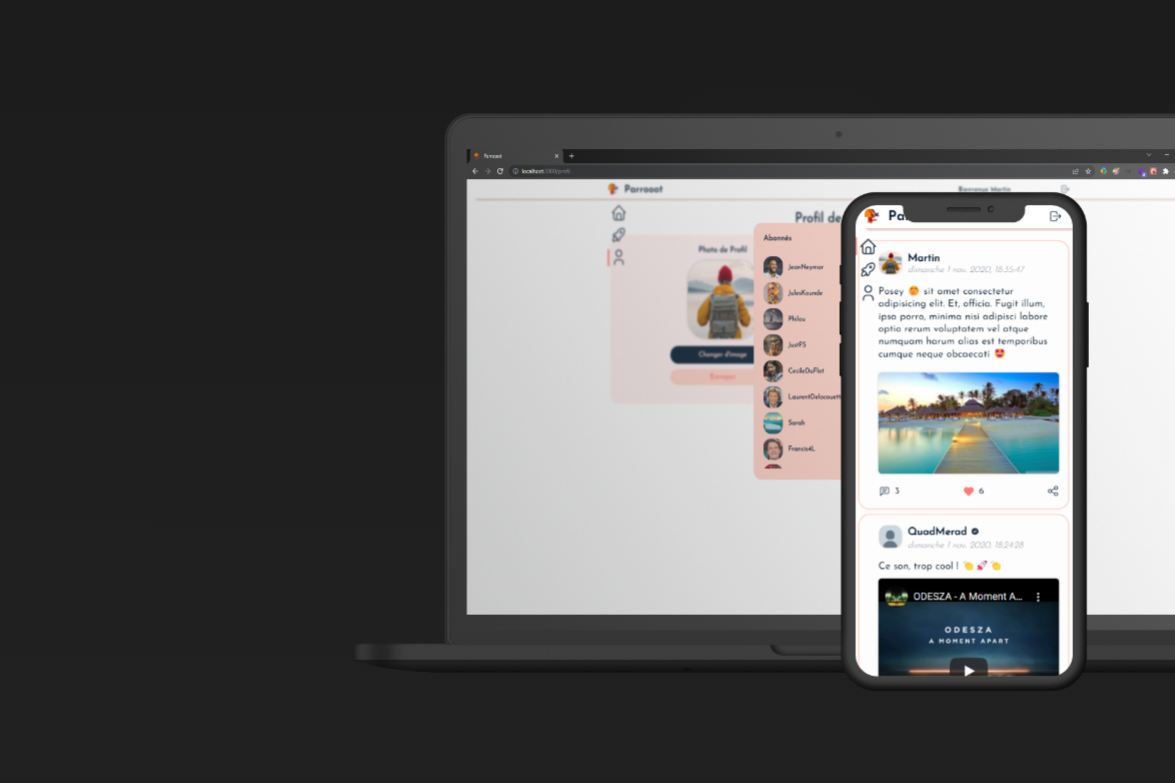 Parrooot
localhost:3000/profil
Parrooot
Bienvenue Martin
Profil de
Photo de Profil
Changer d'image
Envoyer
Abonnés
JeanNeymar
JulesKounde
Philou
JustFS
CecileDuFlot
LaurentDelacouett
Sarah
FranciséL
Pa
Martin
dimanche 1 nov. 2020, 18:35:47
Posey 😁 sit amet consectetur
adipisicing elit. Et, officia. Fugit illum,
ipsa porro, minima nisi adipisci labore
optio rerum voluptatem vel atque
numquam harum alias est temporibus
cumque neque obcaecati 🤩
3
6
QuadMerad
dimanche 1 nov. 2020, 18:24:28
Ce son, trop cool ! 👏 🚀 👏
ODESZA - A Moment A...
ODESZA
A MOMENT APART